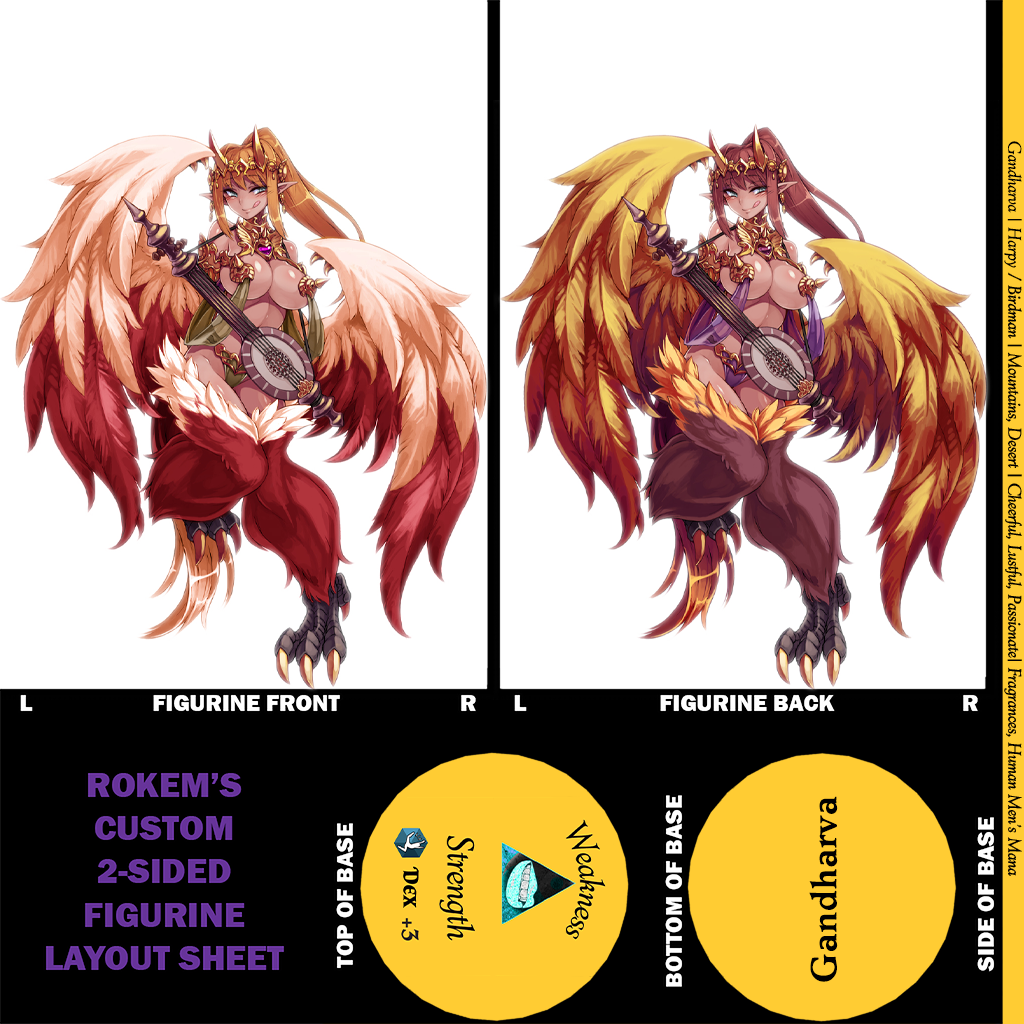 L FIGURINE FRONT R
L FIGURINE BACK R
Gandharva | Harpy / Birdman | Mountains, Desert | Cheerful, Lustful, Passionate| Fragrances, Human Men's Mana
ROKEM'S
CUSTOM
2-SIDED
FIGURINE
LAYOUT SHEET
TOP OF BASE
Weakness
Strength
Dex +3
BOTTOM OF BASE
Gandharva
SIDE OF BASE